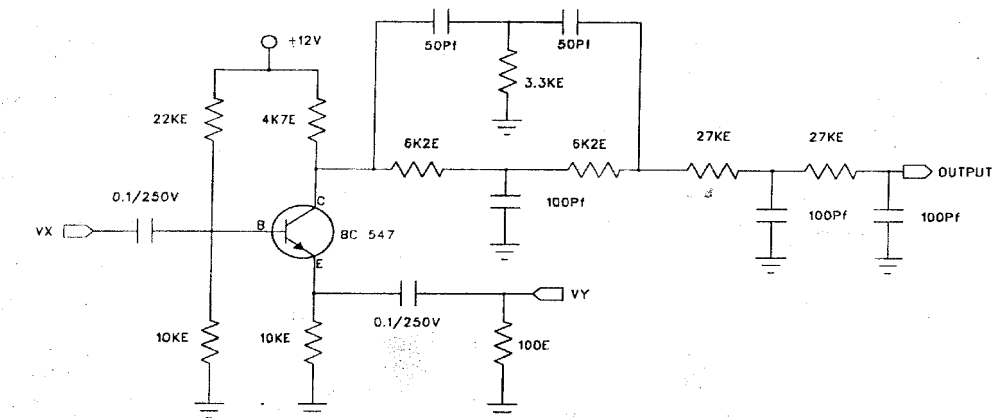 50Pf
50Pf
+12V
3.3KE
22KE
4K7E
6K2E
6K2E
27KE
27KE
OUTPUT
0.1/250V
100Pf
C
100Pf
100Pf
VX
B
BC 547
E
VY
0.1/250V
10KE
10KE
100E